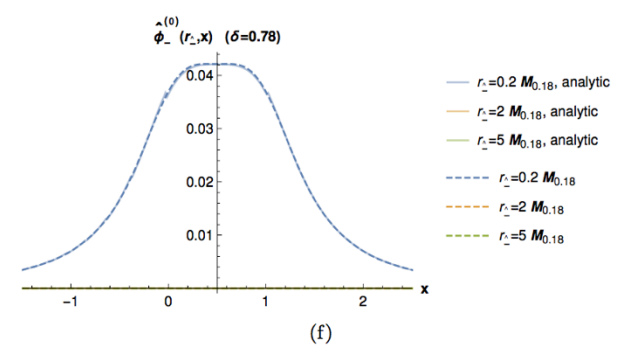 ϕ̂₋⁽⁰⁾ (r₋̂,x) (δ=0.78)
0.04
0.03
0.02
0.01
-1 0 1 2 x
r₋̂=0.2 M₀.₁₈, analytic
r₋̂=2 M₀.₁₈, analytic
r₋̂=5 M₀.₁₈, analytic
r₋̂=0.2 M₀.₁₈
r₋̂=2 M₀.₁₈
r₋̂=5 M₀.₁₈
(f)